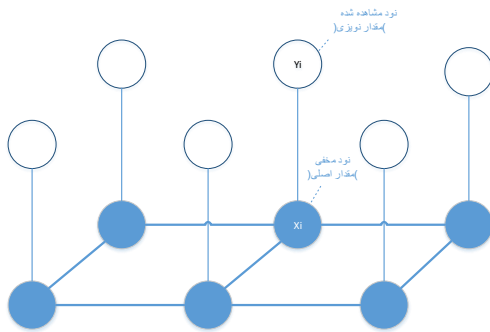 نود مشاهده شده
)مقدار نویزی(
Yi
نود مخفی
)مقدار اصلی(
Xi